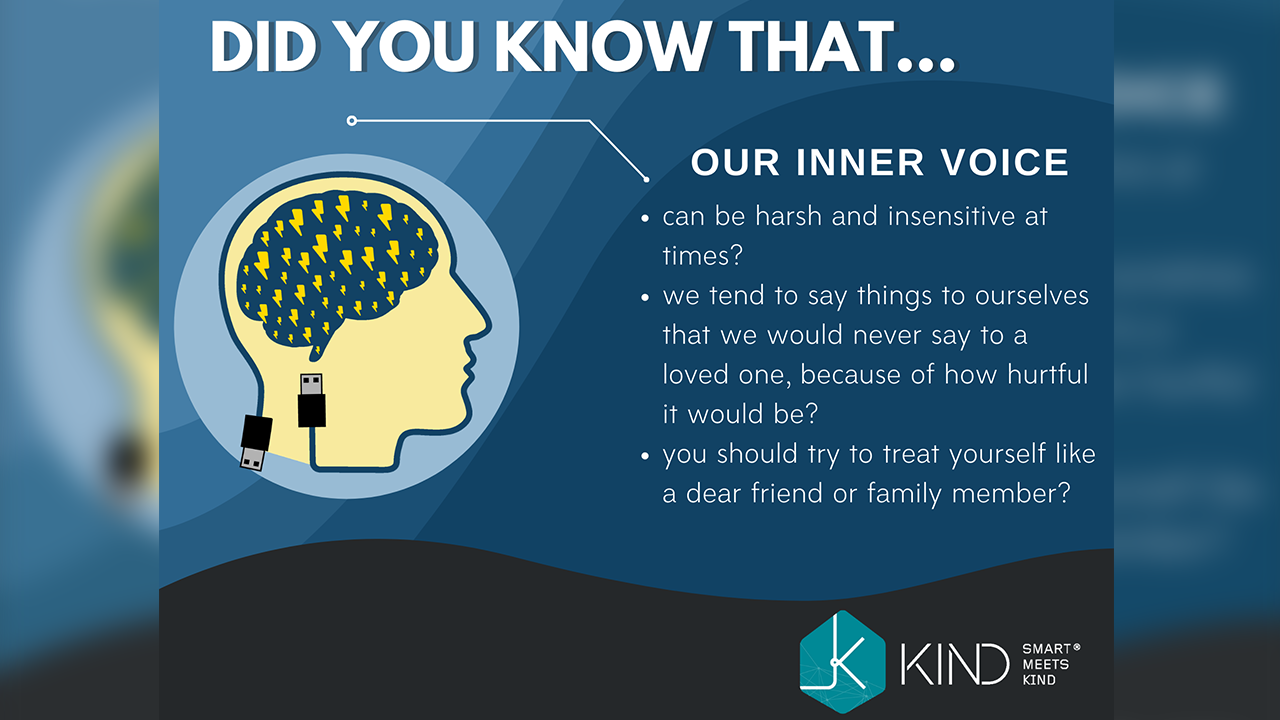 DID YOU KNOW THAT...
OUR INNER VOICE
• can be harsh and insensitive at
times?
• we tend to say things to ourselves
that we would never say to a
loved one, because of how hurtful
it would be?
• you should try to treat yourself like
a dear friend or family member?
KIND
SMART®
MEETS
KIND